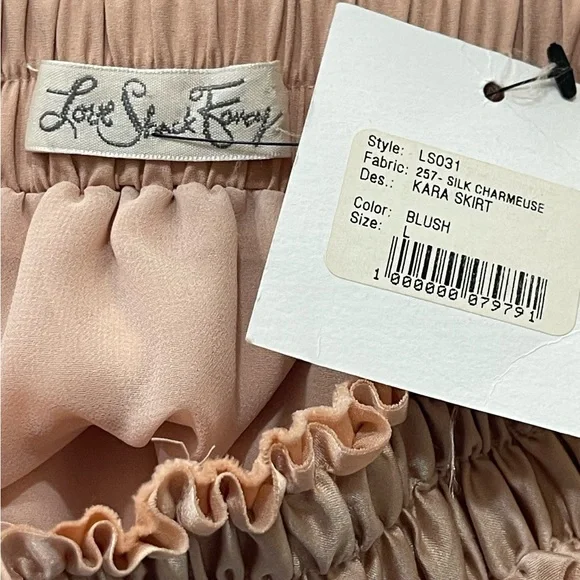 Love Shack Fancy
Style: LS031
Fabric: 257- SILK CHARMEUSE
Des.: KARA SKIRT
Color: BLUSH
Size: L
1 000000 079791